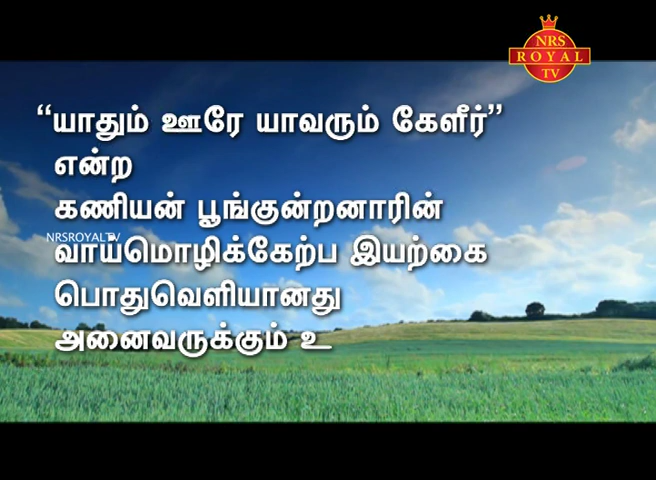 NRS
ROYAL
TV
“யாதும் ஊரே யாவரும் கேளீர்”
என்ற
கணியன் பூங்குன்றனாரின்
NRSROYALTV
வாய்மொழிக்கேற்ப இயற்கை
பொதுவெளியானது
அனைவருக்கும் உ